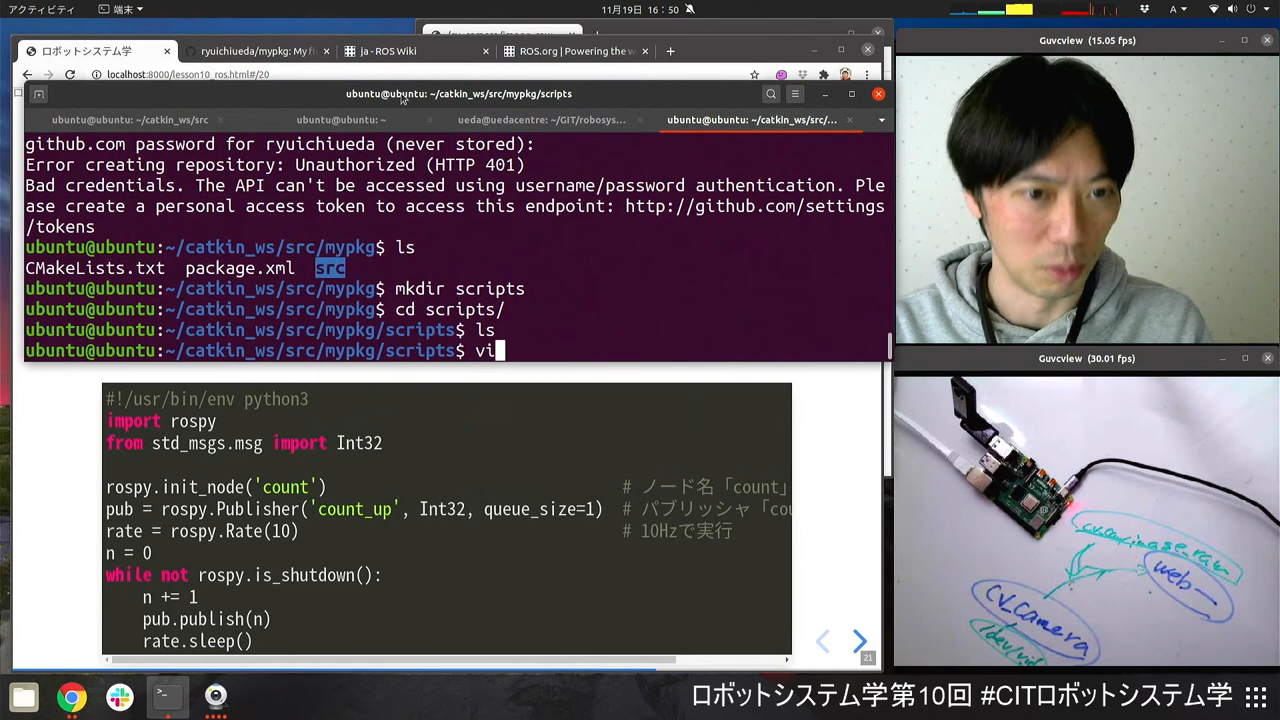 アクティビティ
端末
11月19日 16:50
A
ロボットシステム学
ryuichiueda/mypkg: My fi
ja - ROS Wiki
ROS.org | Powering the w
localhost:8000/lesson10_ros.html#/20
ubuntu@ubuntu: ~/catkin_ws/src/mypkg/scripts
ubuntu@ubuntu: ~/catkin_ws/src
ubuntu@ubuntu: ~
ueda@uedacentre: ~/GIT/robosys…
ubuntu@ubuntu: ~/catkin_ws/src/…
github.com password for ryuichiueda (never stored):
Error creating repository: Unauthorized (HTTP 401)
Bad credentials. The API can't be accessed using username/password authentication. Ple
ase create a personal access token to access this endpoint: http://github.com/settings
/tokens
ubuntu@ubuntu:~/catkin_ws/src/mypkg$ ls
CMakeLists.txt package.xml src
ubuntu@ubuntu:~/catkin_ws/src/mypkg$ mkdir scripts
ubuntu@ubuntu:~/catkin_ws/src/mypkg$ cd scripts/
ubuntu@ubuntu:~/catkin_ws/src/mypkg/scripts$ ls
ubuntu@ubuntu:~/catkin_ws/src/mypkg/scripts$ vi
#!/usr/bin/env python3
import rospy
from std_msgs.msg import Int32
rospy.init_node('count') # ノード名「count」
pub = rospy.Publisher('count_up', Int32, queue_size=1) # パブリッシャ「cou
rate = rospy.Rate(10) # 10Hzで実行
n = 0
while not rospy.is_shutdown():
n += 1
pub.publish(n)
rate.sleep()
21
Guvcview (15.05 fps)
Guvcview (30.01 fps)
web
cv_camera
ロボットシステム学第10回 #CITロボットシステム学